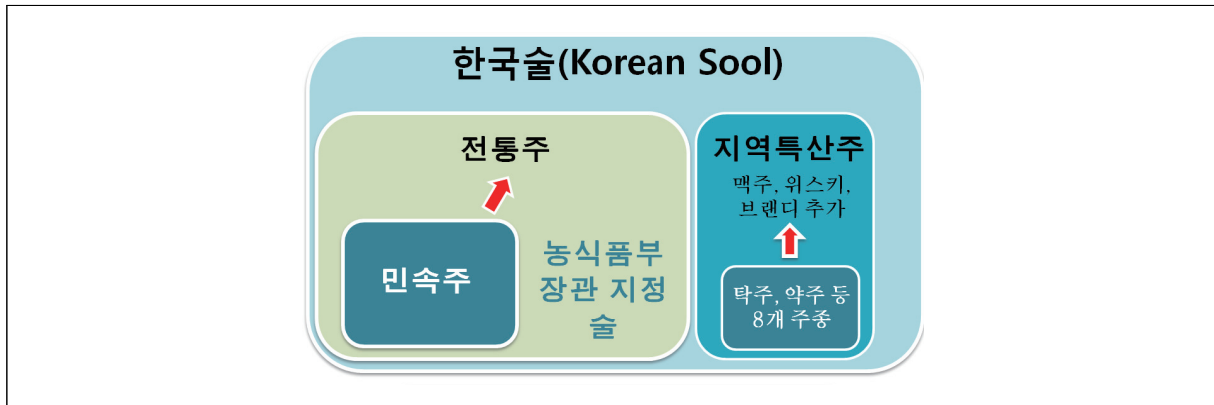 한국술(Korean Sool)
전통주
민속주
농식품부
장관 지정
술
지역특산주
맥주, 위스키,
브랜디 추가
탁주, 약주 등
8개 주종